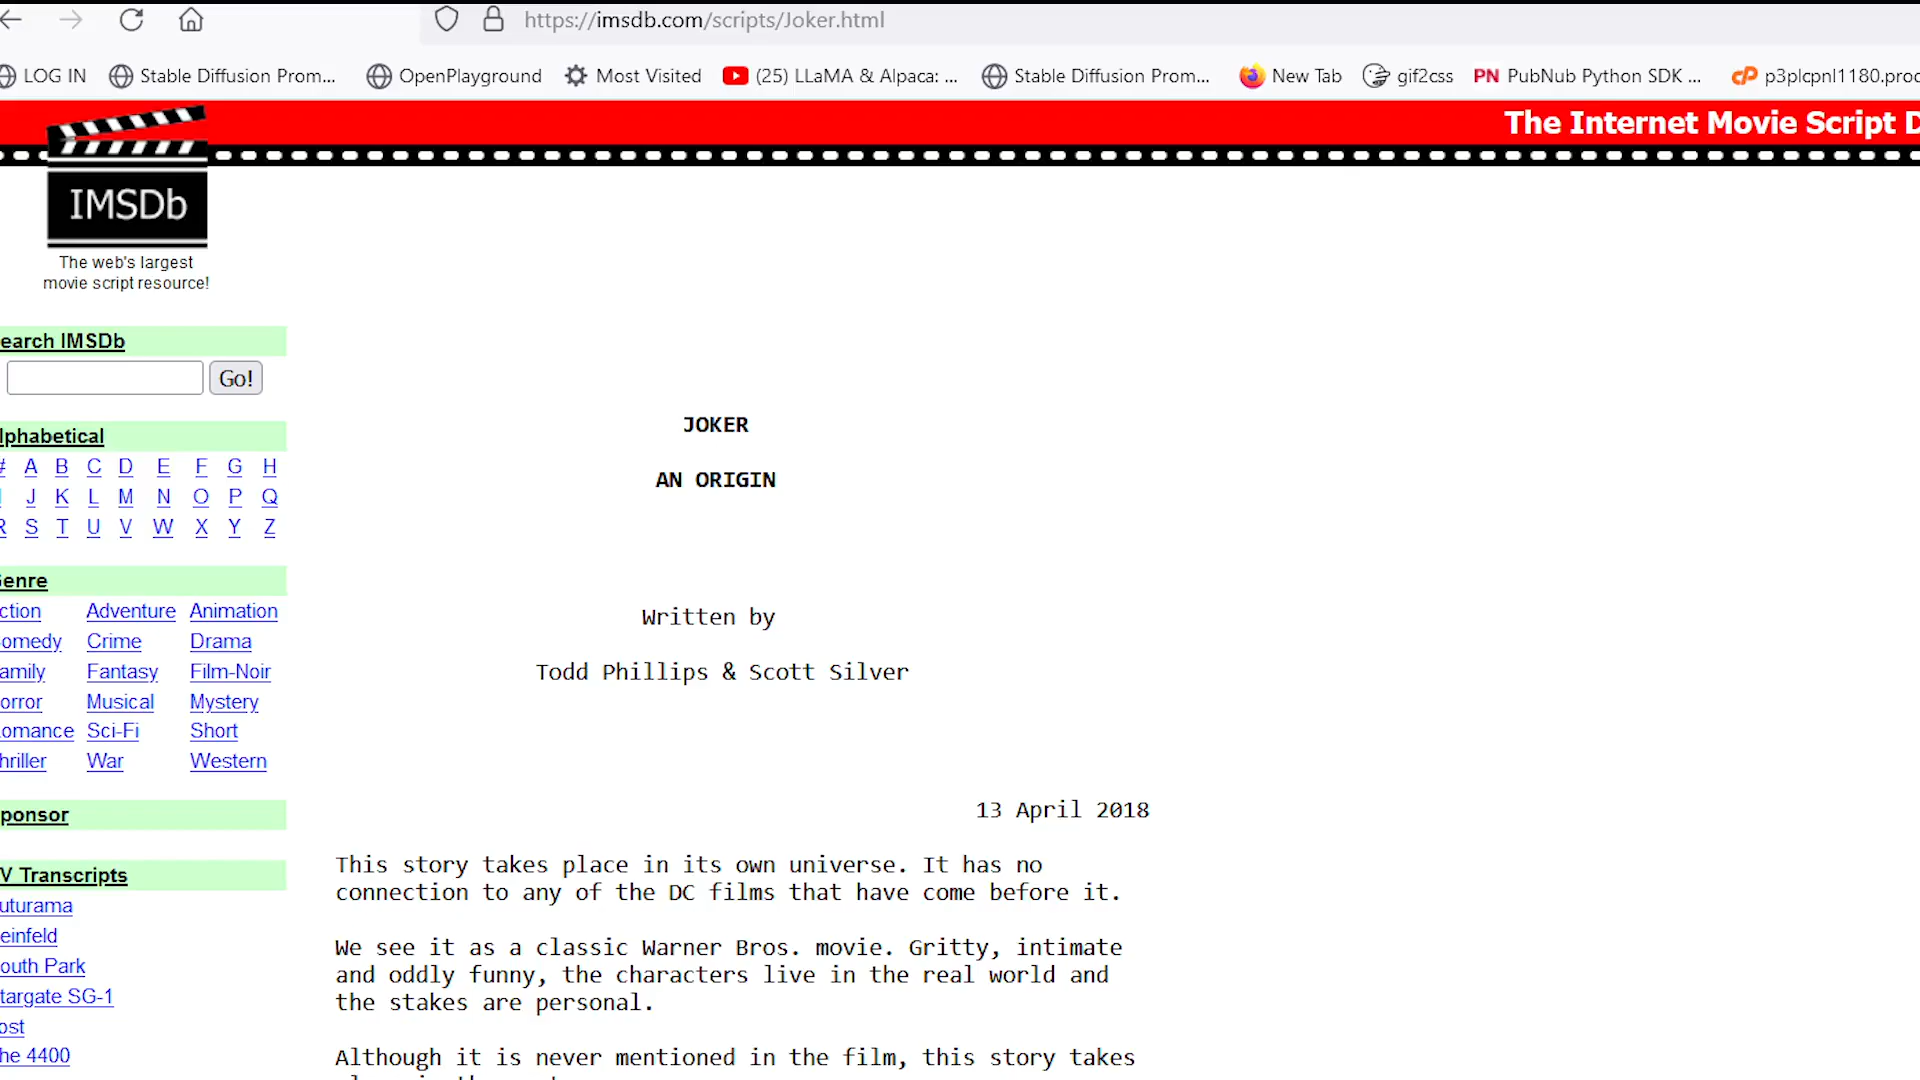 https://imsdb.com/scripts/Joker.html
LOG IN Stable Diffusion Prom... OpenPlayground Most Visited (25) LLaMA & Alpaca: ... Stable Diffusion Prom... New Tab gif2css PN PubNub Python SDK ... cP p3plcpnl1180.proc
The Internet Movie Script D
IMSDb
The web's largest
movie script resource!
earch IMSDb
Go!
lphabetical
# A B C D E F G H
J K L M N O P Q
R S T U V W X Y Z
enre
ction Adventure Animation
omedy Crime Drama
amily Fantasy Film-Noir
orror Musical Mystery
omance Sci-Fi Short
hriller War Western
ponsor
V Transcripts
uturama
einfeld
outh Park
targate SG-1
ost
he 4400
JOKER
AN ORIGIN
Written by
Todd Phillips & Scott Silver
13 April 2018
This story takes place in its own universe. It has no
connection to any of the DC films that have come before it.
We see it as a classic Warner Bros. movie. Gritty, intimate
and oddly funny, the characters live in the real world and
the stakes are personal.
Although it is never mentioned in the film, this story takes